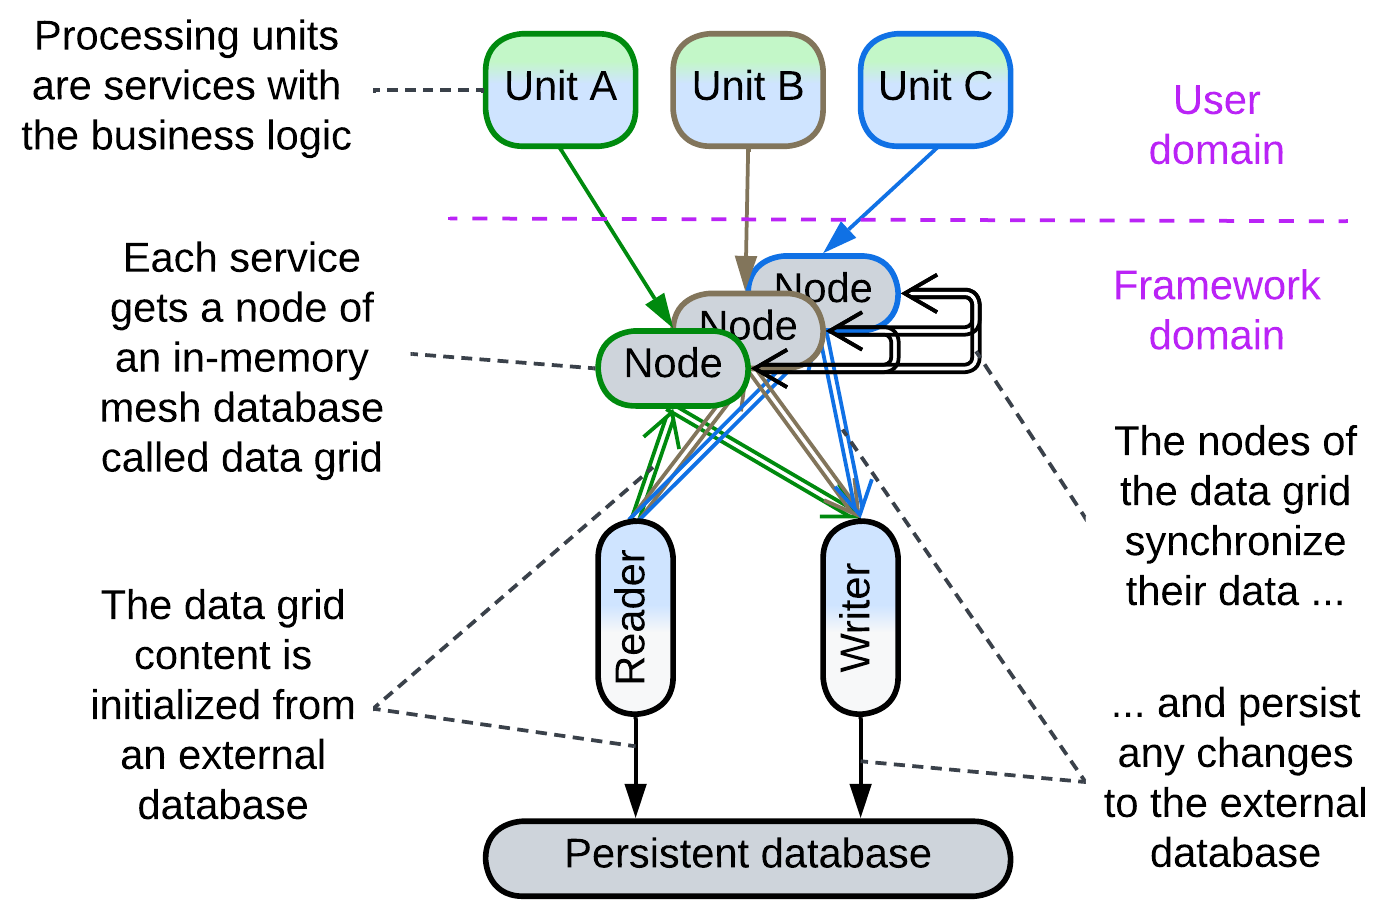 Processing units
are services with
the business logic
Unit A
Unit B
Unit C
User
domain
Each service
gets a node of
an in-memory
mesh database
called data grid
Node
Node
Node
Framework
domain
The nodes of
the data grid
synchronize
their data ...
The data grid
content is
initialized from
an external
database
Reader
Writer
... and persist
any changes
to the external
database
Persistent database